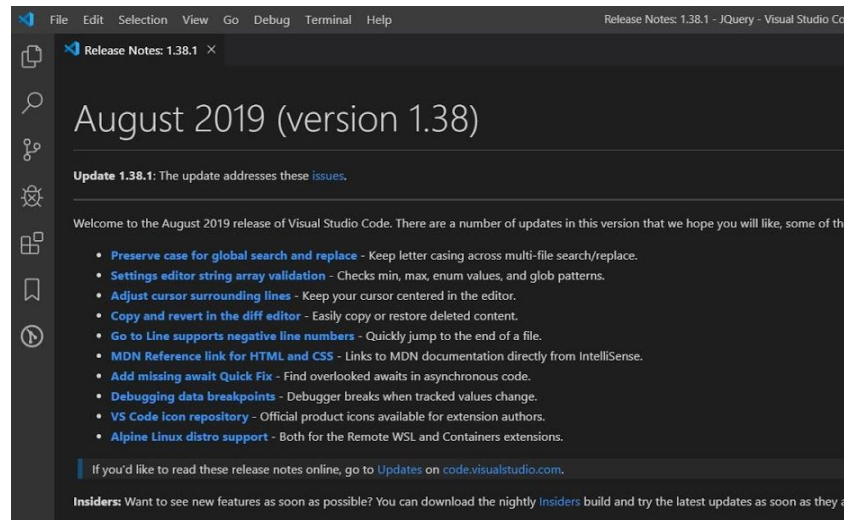 File Edit Selection View Go Debug Terminal Help Release Notes: 1.38.1 - JQuery - Visual Studio
Release Notes: 1.38.1 ×
August 2019 (version 1.38)
Update 1.38.1: The update addresses these issues.
Welcome to the August 2019 release of Visual Studio Code. There are a number of updates in this version that we hope you will like, some of
• Preserve case for global search and replace - Keep letter casing across multi-file search/replace.
• Settings editor string array validation - Checks min, max, enum values, and glob patterns.
• Adjust cursor surrounding lines - Keep your cursor centered in the editor.
• Copy and revert in the diff editor - Easily copy or restore deleted content.
• Go to Line supports negative line numbers - Quickly jump to the end of a file.
• MDN Reference link for HTML and CSS - Links to MDN documentation directly from IntelliSense.
• Add missing await Quick Fix - Find overlooked awaits in asynchronous code.
• Debugging data breakpoints - Debugger breaks when tracked values change.
• VS Code icon repository - Official product icons available for extension authors.
• Alpine Linux distro support - Both for the Remote WSL and Containers extensions.
If you'd like to read these release notes online, go to Updates on code.visualstudio.com.
Insiders: Want to see new features as soon as possible? You can download the nightly Insiders build and try the latest updates as soon as they